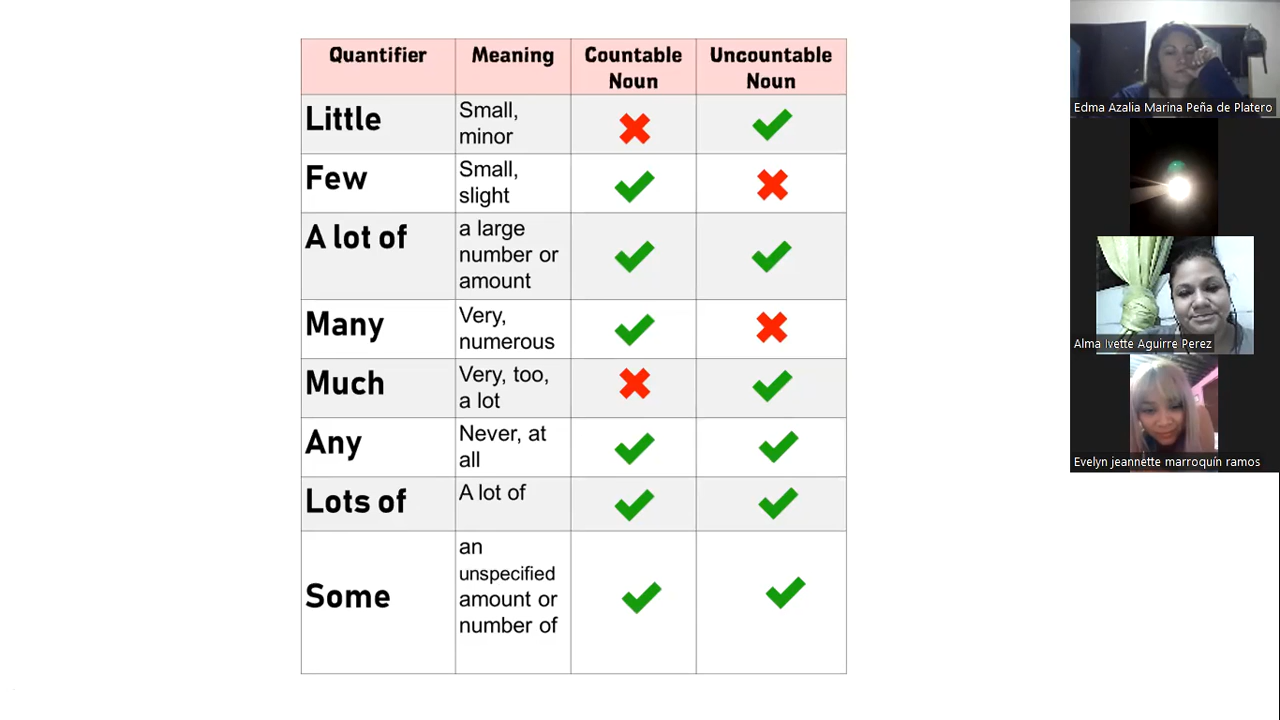 Quantifier
Meaning
Countable
Noun
Uncountable
Noun
Little
Small,
minor
Few
Small,
slight
A lot of
a large
number or
amount
Many
Very,
numerous
Much
Very, too,
a lot
Any
Never, at
all
Lots of
A lot of
Some
an
unspecified
amount or
number of
Edma Azalia Marina Peña de Platero
Alma Ivette Aguirre Perez
Evelyn jeannette marroquín ramos